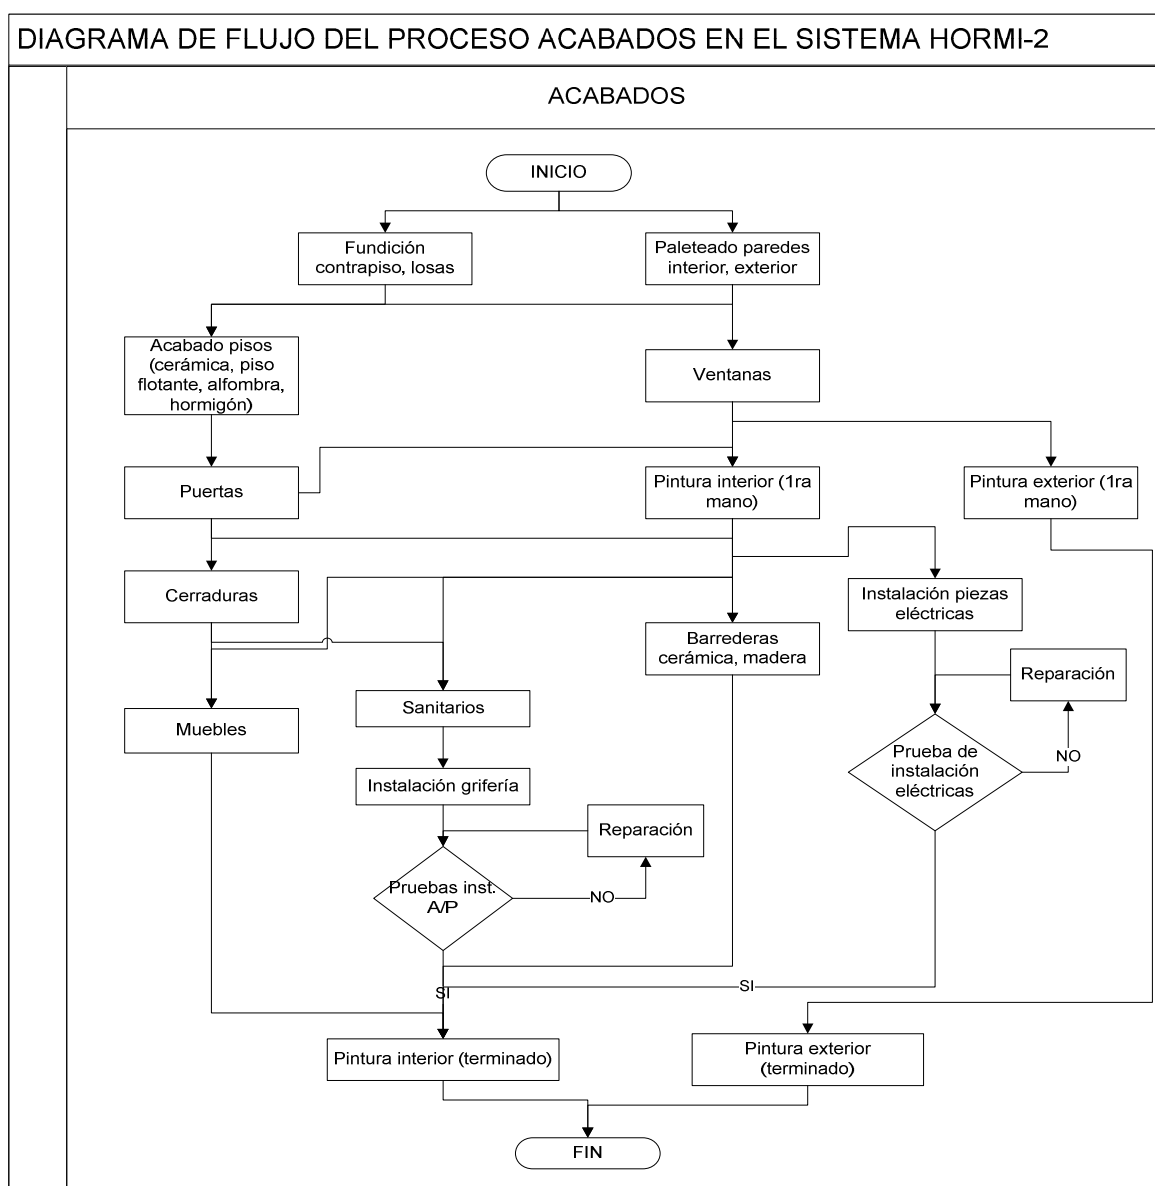 DIAGRAMA DE FLUJO DEL PROCESO ACABADOS EN EL SISTEMA HORMI-2
ACABADOS
INICIO
Fundición
contrapiso, losas
Paleteado paredes
interior, exterior
Acabado pisos
(cerámica, piso
flotante, alfombra,
hormigón)
Ventanas
Puertas
Pintura interior (1ra
mano)
Pintura exterior (1ra
mano)
Cerraduras
Instalación piezas
eléctricas
Barrederas
cerámica, madera
Reparación
Sanitarios
Muebles
Prueba de
instalación
eléctricas
NO
Instalación grifería
Reparación
Pruebas inst.
A/P
NO
SI
SI
Pintura interior (terminado)
Pintura exterior
(terminado)
FIN